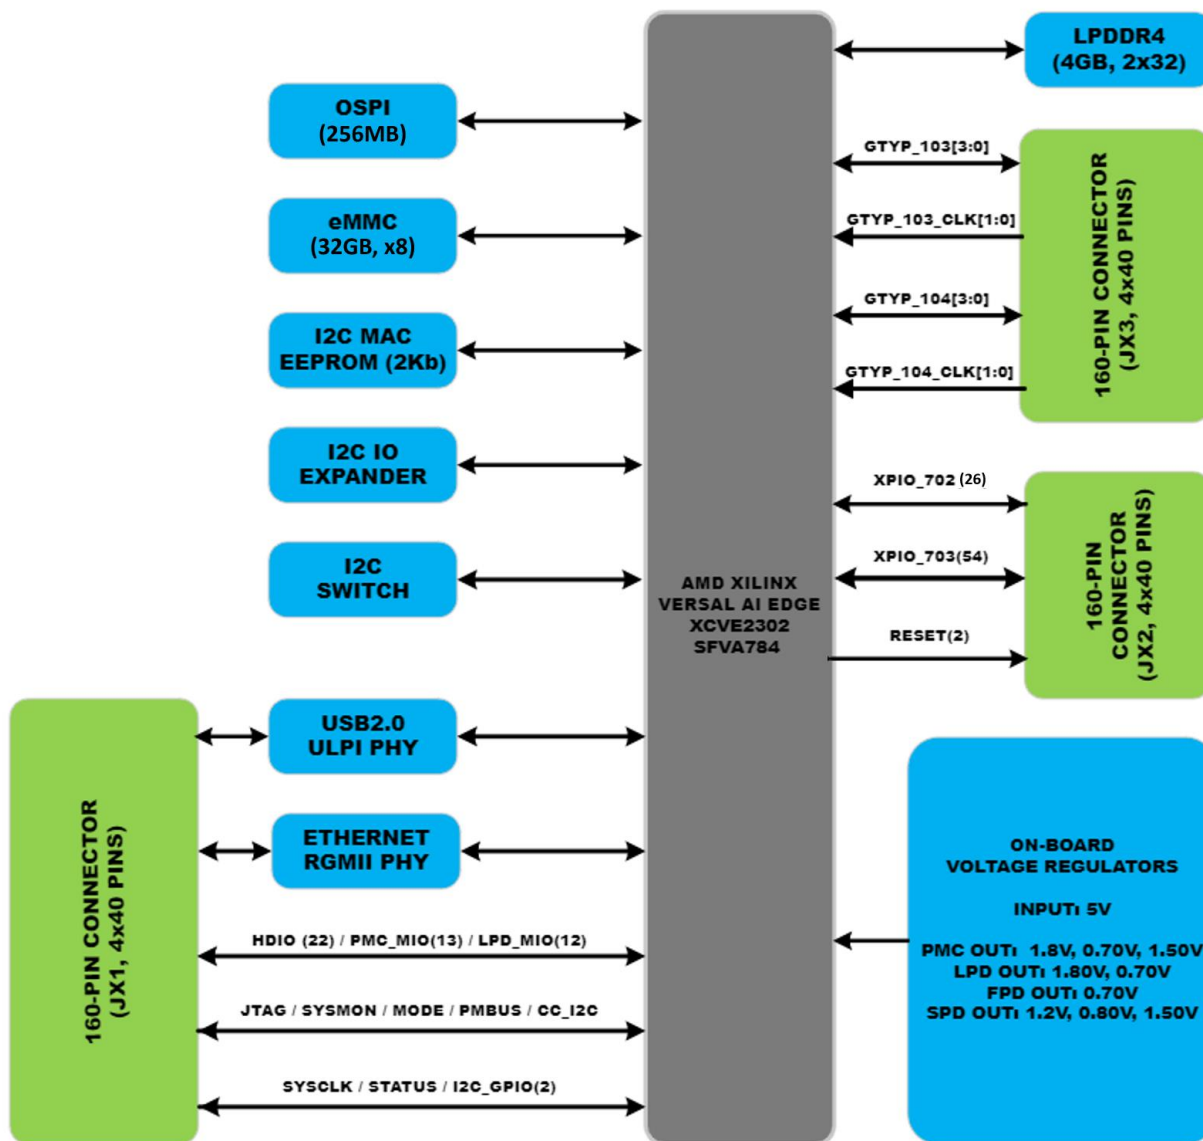 LPDDR4
(4GB, 2x32)
OSPI
(256MB)
GTYP_103[3:0]
eMMC
(32GB, x8)
GTYP_103_CLK[1:0]
160-PIN CONNECTOR
(JX3, 4x40 PINS)
GTYP_104[3:0]
I2C MAC
EEPROM (2Kb)
GTYP_104_CLK[1:0]
I2C IO
EXPANDER
XPIO_702 (26)
I2C
SWITCH
XPIO_703(54)
160-PIN
CONNECTOR
(JX2, 4x40 PINS)
AMD XILINX
VERSAL AI EDGE
XCVE2302
SFVA784
RESET(2)
USB2.0
ULPI PHY
ETHERNET
RGMII PHY
160-PIN CONNECTOR
(JX1, 4x40 PINS)
HDIO (22) / PMC_MIO(13) / LPD_MIO(12)
JTAG / SYSMON / MODE / PMBUS / CC_I2C
SYSCLK / STATUS / I2C_GPIO(2)
ON-BOARD
VOLTAGE REGULATORS
INPUT: 5V
PMC OUT: 1.8V, 0.70V, 1.50V
LPD OUT: 1.80V, 0.70V
FPD OUT: 0.70V
SPD OUT: 1.2V, 0.80V, 1.50V